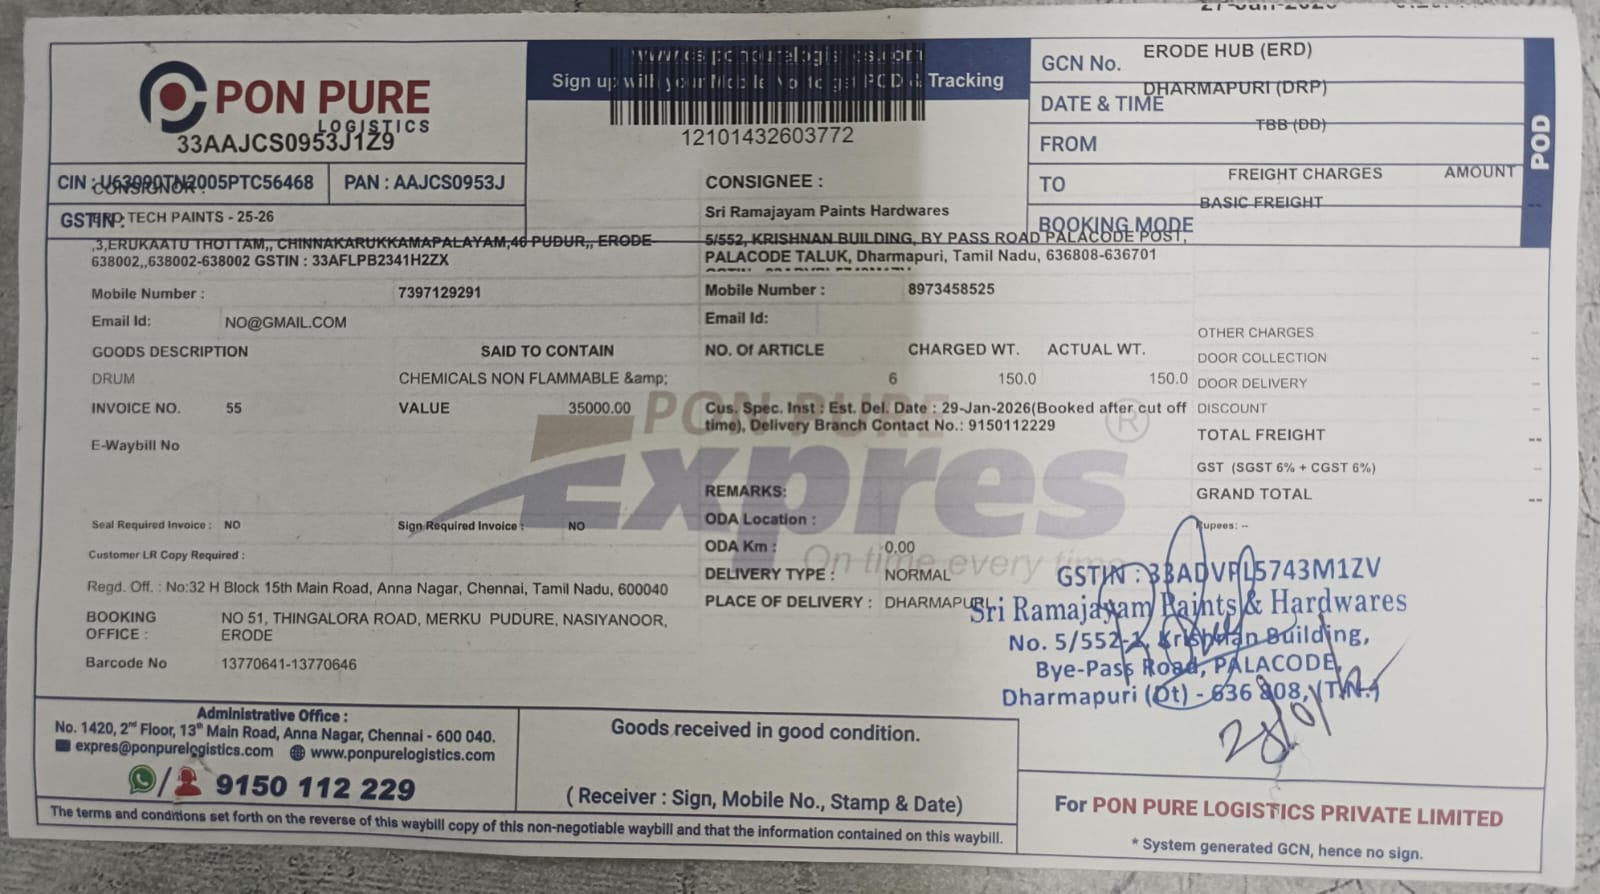 PON PURE
LOGISTICS
33AAJCS0953J1Z9
CIN : U63090TN2005PTC56468
PAN : AAJCS0953J
CONSIGNOR :
GSTIN :
TECH PAINTS - 25-26
,3,ERUKAATU THOTTAM,, CHINNAKARUKKAMAPALAYAM,46 PUDUR,, ERODE-
638002,,638002-638002 GSTIN : 33AFLPB2341H2ZX
Mobile Number : 7397129291
Email Id: NO@GMAIL.COM
GOODS DESCRIPTION SAID TO CONTAIN
DRUM CHEMICALS NON FLAMMABLE &amp;
INVOICE NO. 55 VALUE 35000.00
E-Waybill No
Seal Required Invoice : NO Sign Required Invoice : NO
Customer LR Copy Required :
Regd. Off. : No:32 H Block 15th Main Road, Anna Nagar, Chennai, Tamil Nadu, 600040
BOOKING OFFICE : NO 51, THINGALORA ROAD, MERKU PUDURE, NASIYANOOR,
ERODE
Barcode No 13770641-13770646
www.es.ponpurelogistics.com
Sign up with your Mobile No to get POD & Tracking
12101432603772
CONSIGNEE :
Sri Ramajayam Paints Hardwares
5/552, KRISHNAN BUILDING, BY PASS ROAD PALACODE POST,
PALACODE TALUK, Dharmapuri, Tamil Nadu, 636808-636701
Mobile Number : 8973458525
Email Id:
NO. Of ARTICLE CHARGED WT. ACTUAL WT.
6 150.0 150.0
Cus. Spec. Inst : Est. Del. Date : 29-Jan-2026(Booked after cut off
time), Delivery Branch Contact No.: 9150112229
REMARKS:
ODA Location :
ODA Km : 0.00
DELIVERY TYPE : NORMAL
PLACE OF DELIVERY : DHARMAPURI
PON PURE
Expres ®
On time every time
GCN No. ERODE HUB (ERD)
DATE & TIME DHARMAPURI (DRP)
FROM TBB (DD)
TO
BOOKING MODE
POD
FREIGHT CHARGES AMOUNT
BASIC FREIGHT --
OTHER CHARGES --
DOOR COLLECTION --
DOOR DELIVERY --
DISCOUNT --
TOTAL FREIGHT --
GST (SGST 6% + CGST 6%) --
GRAND TOTAL --
Rupees: --
GSTIN : 33ADVPL5743M1ZV
Sri Ramajayam Paints & Hardwares
No. 5/552-1, Krishnan Building,
Bye-Pass Road, PALACODE,
Dharmapuri (Dt) - 636 808, (T.N.)
Administrative Office :
No. 1420, 2nd Floor, 13th Main Road, Anna Nagar, Chennai - 600 040.
expres@ponpurelogistics.com www.ponpurelogistics.com
9150 112 229
Goods received in good condition.
( Receiver : Sign, Mobile No., Stamp & Date)
The terms and conditions set forth on the reverse of this waybill copy of this non-negotiable waybill and that the information contained on this waybill.
For PON PURE LOGISTICS PRIVATE LIMITED
* System generated GCN, hence no sign.